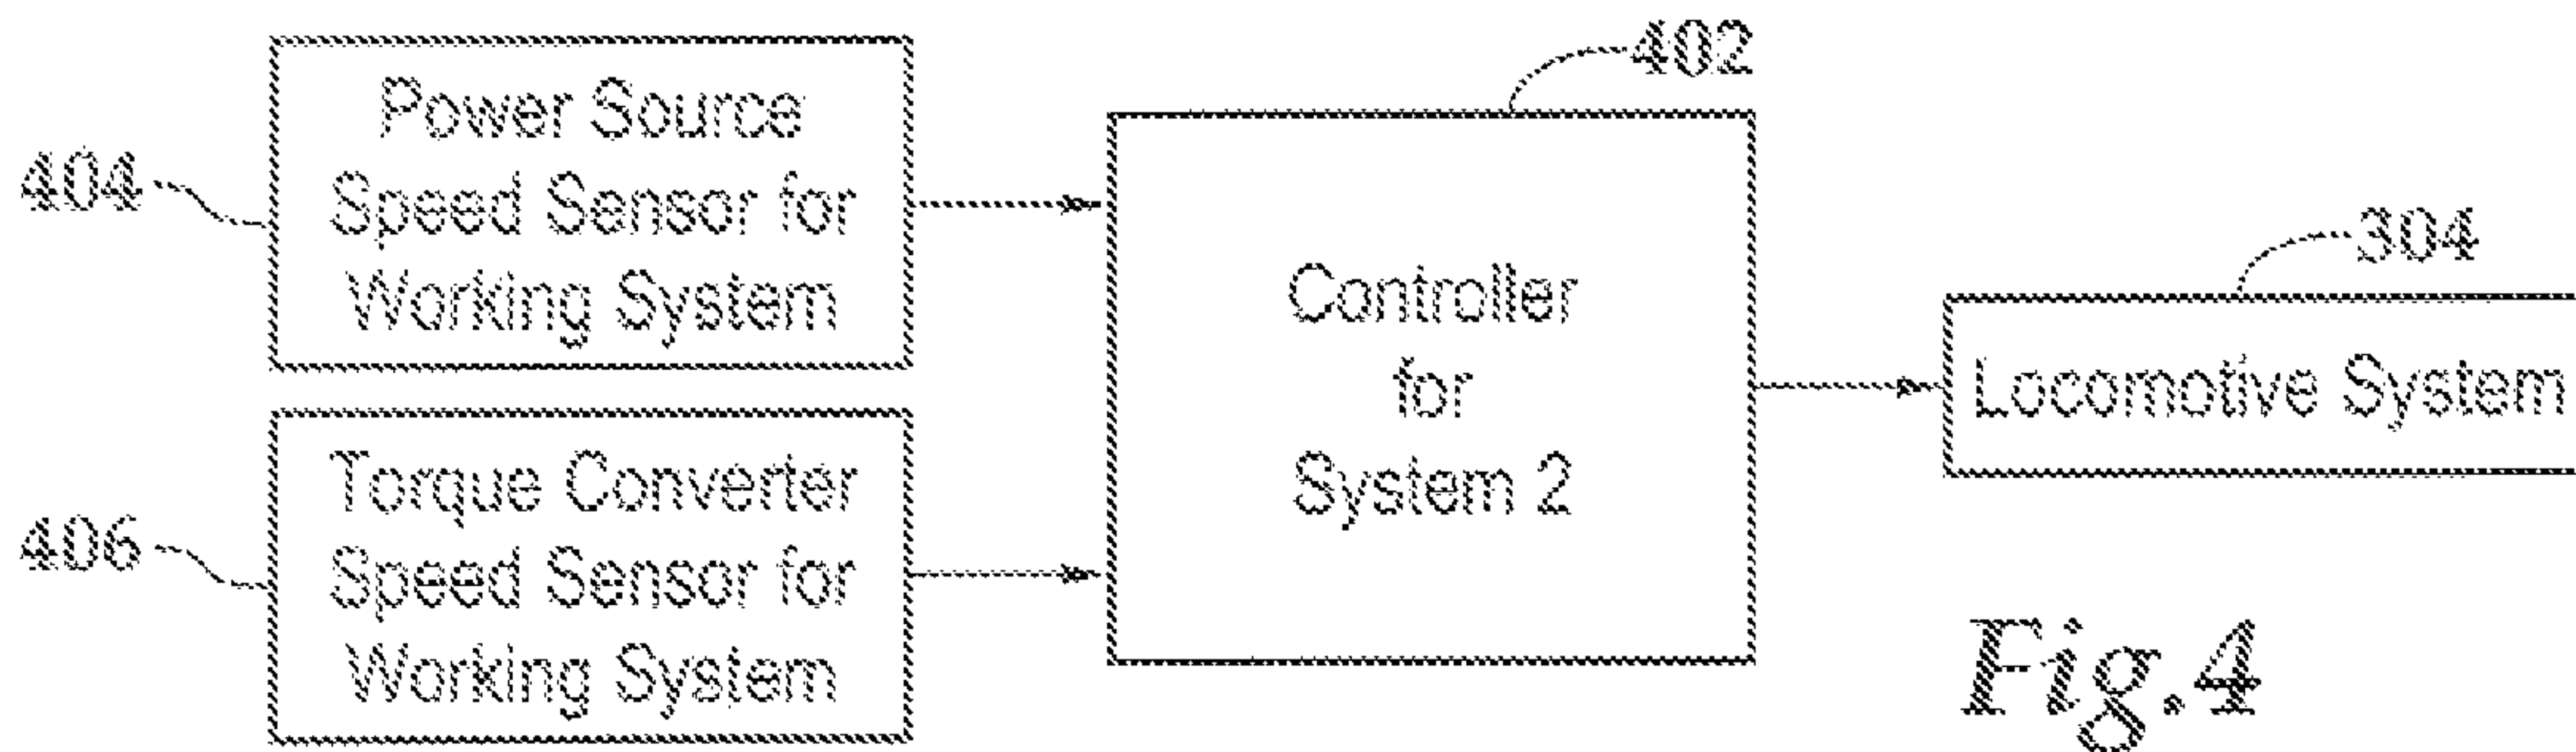 404
Power Source
Speed Sensor for
Working System
406
Torque Converter
Speed Sensor for
Working System
402
Controller
for
System 2
304
Locomotive System
Fig.4